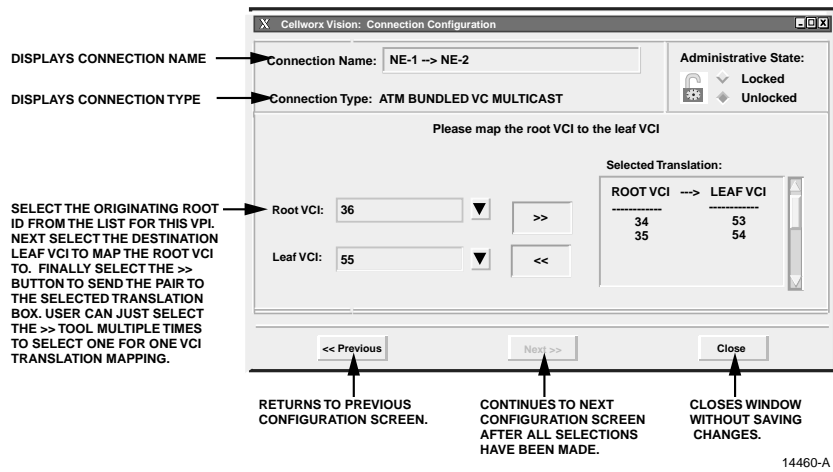 X Cellworx Vision: Connection Configuration
DISPLAYS CONNECTION NAME
Connection Name: NE-1 --> NE-2
Administrative State:
Locked
Unlocked
DISPLAYS CONNECTION TYPE
Connection Type: ATM BUNDLED VC MULTICAST
Please map the root VCI to the leaf VCI
Selected Translation:
ROOT VCI ---> LEAF VCI
------------ ------------
34 53
35 54
SELECT THE ORIGINATING ROOT
ID FROM THE LIST FOR THIS VPI.
NEXT SELECT THE DESTINATION
LEAF VCI TO MAP THE ROOT VCI
TO. FINALLY SELECT THE >>
BUTTON TO SEND THE PAIR TO
THE SELECTED TRANSLATION
BOX. USER CAN JUST SELECT
THE >> TOOL MULTIPLE TIMES
TO SELECT ONE FOR ONE VCI
TRANSLATION MAPPING.
Root VCI: 36 >>
Leaf VCI: 55 <<
<< Previous Next >> Close
RETURNS TO PREVIOUS
CONFIGURATION SCREEN.
CONTINUES TO NEXT
CONFIGURATION SCREEN
AFTER ALL SELECTIONS
HAVE BEEN MADE.
CLOSES WINDOW
WITHOUT SAVING
CHANGES.
14460-A